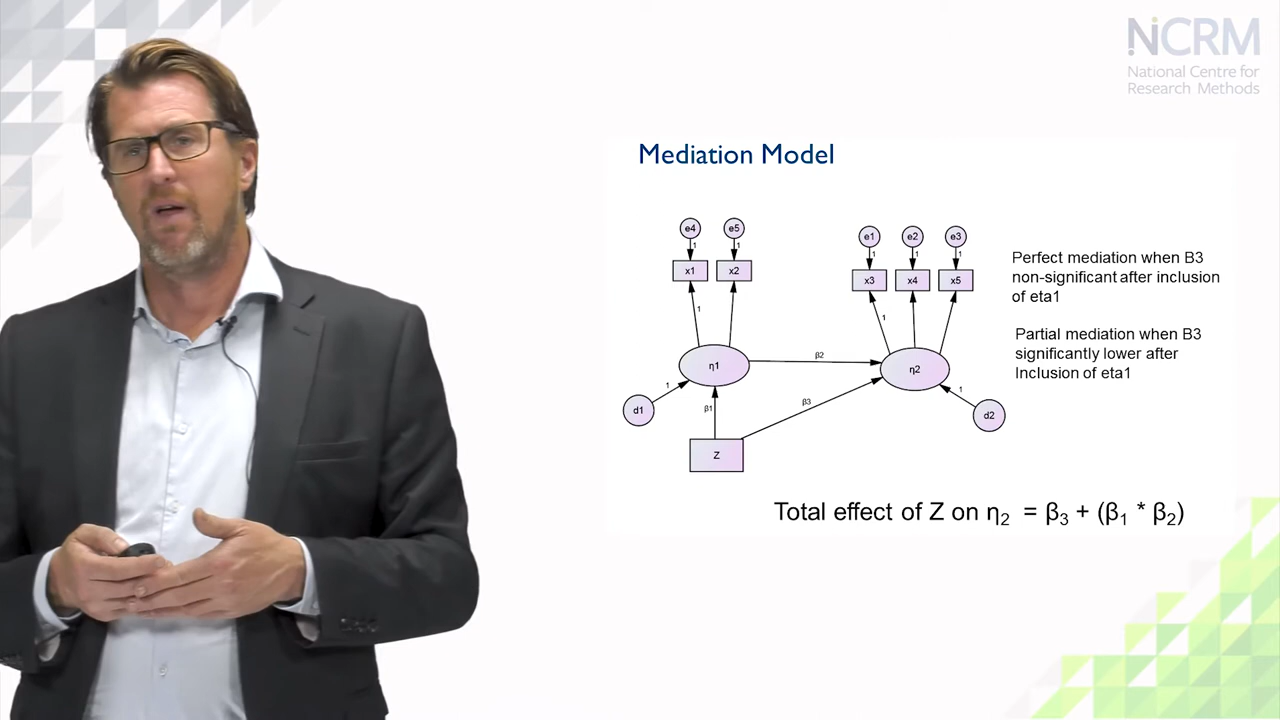 NCRM
National Centre for
Research Methods
Mediation Model
e4 e5 e1 e2 e3
1 1 1 1 1
x1 x2 x3 x4 x5
1 1
Perfect mediation when B3
non-significant after inclusion
of eta1
Partial mediation when B3
significantly lower after
Inclusion of eta1
η1 β2 η2
1 β1 β3 1
d1 d2
Z
Total effect of Z on η₂ = β₃ + (β₁ * β₂)